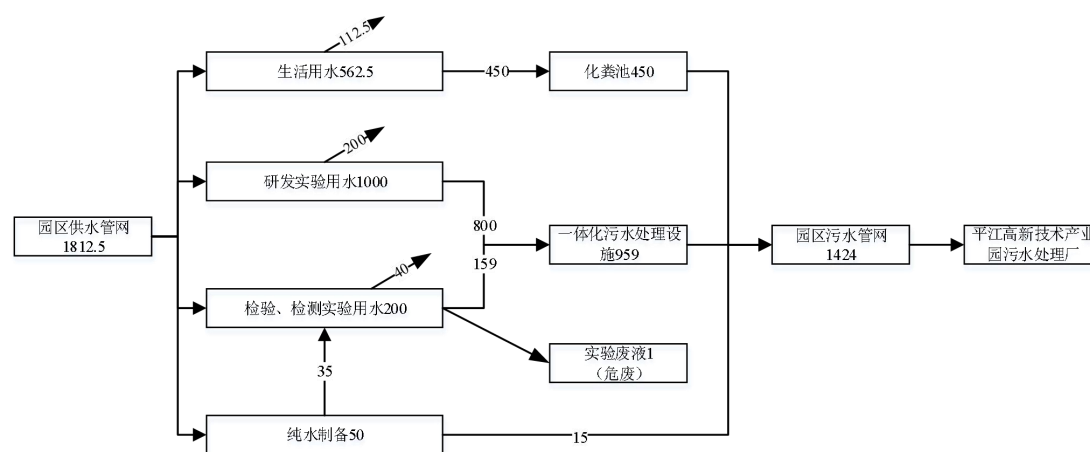 112.5
生活用水562.5
450
化粪池450
200
研发实验用水1000
园区供水管网
1812.5
800
159
一体化污水处理设
施959
园区污水管网
1424
平江高新技术产业
园污水处理厂
40
检验、检测实验用水200
35
实验废液1
（危废）
纯水制备50
15